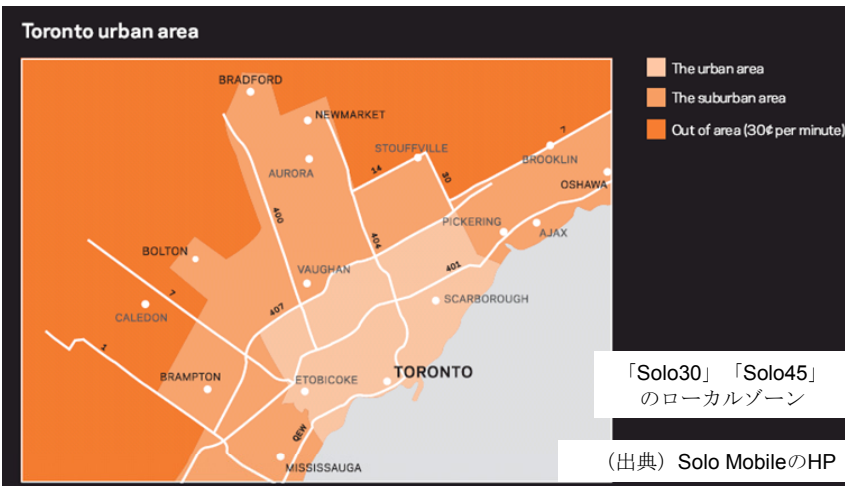 Toronto urban area
The urban area
The suburban area
Out of area (30¢ per minute)
BRADFORD
NEWMARKET
STOUFFVILLE
7
BROOKLIN
AURORA
14
30
OSHAWA
400
404
PICKERING
AJAX
BOLTON
VAUGHAN
401
7
SCARBOROUGH
CALEDON
407
1
TORONTO
BRAMPTON
ETOBICOKE
QEW
MISSISSAUGA
「Solo30」「Solo45」
のローカルゾーン
(出典)Solo MobileのHP